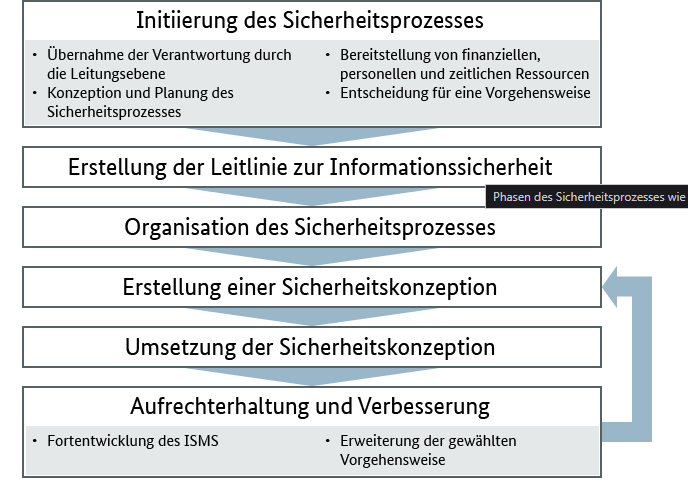 Initiierung des Sicherheitsprozesses
• Übernahme der Verantwortung durch
die Leitungsebene
• Konzeption und Planung des
Sicherheitsprozesses
• Bereitstellung von finanziellen,
personellen und zeitlichen Ressourcen
• Entscheidung für eine Vorgehensweise
Erstellung der Leitlinie zur Informationssicherheit
Phasen des Sicherheitsprozesses wie
Organisation des Sicherheitsprozesses
Erstellung einer Sicherheitskonzeption
Umsetzung der Sicherheitskonzeption
Aufrechterhaltung und Verbesserung
• Fortentwicklung des ISMS
• Erweiterung der gewählten
Vorgehensweise